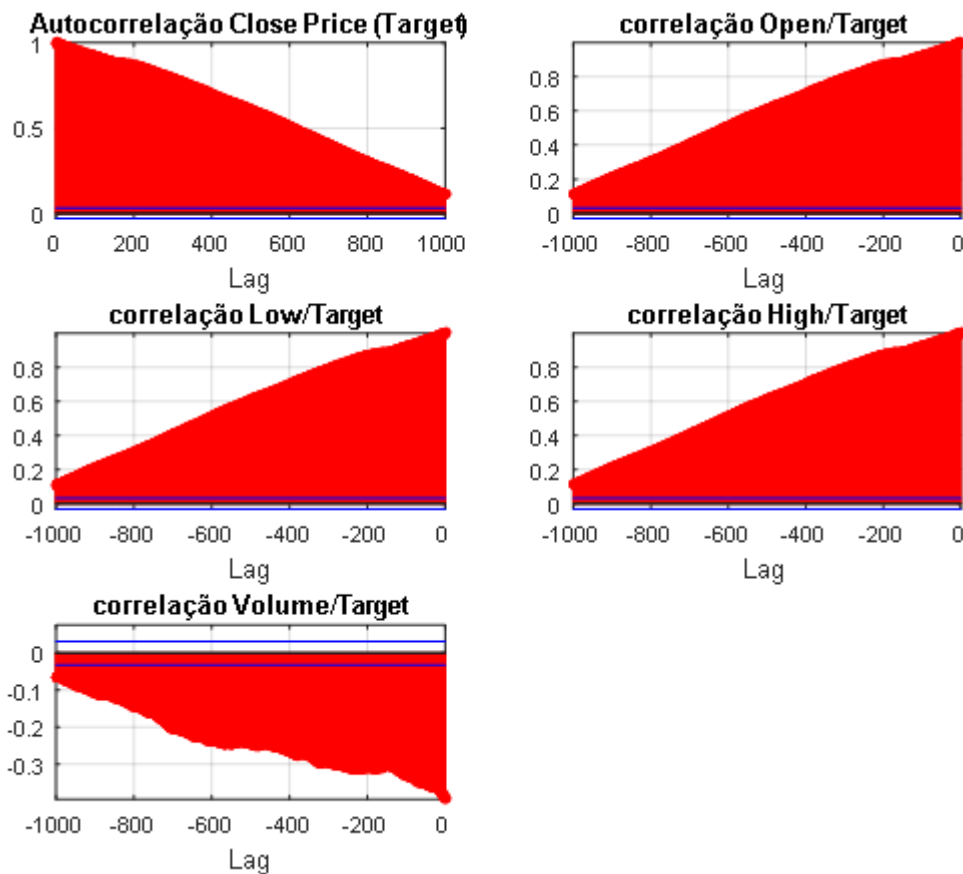 Autocorrelação Close Price (Target)
1
0.5
0
0 200 400 600 800 1000
Lag
correlação Open/Target
0.8
0.6
0.4
0.2
0
-1000 -800 -600 -400 -200 0
Lag
correlação Low/Target
0.8
0.6
0.4
0.2
0
-1000 -800 -600 -400 -200 0
Lag
correlação High/Target
0.8
0.6
0.4
0.2
0
-1000 -800 -600 -400 -200 0
Lag
correlação Volume/Target
0
-0.1
-0.2
-0.3
-1000 -800 -600 -400 -200 0
Lag